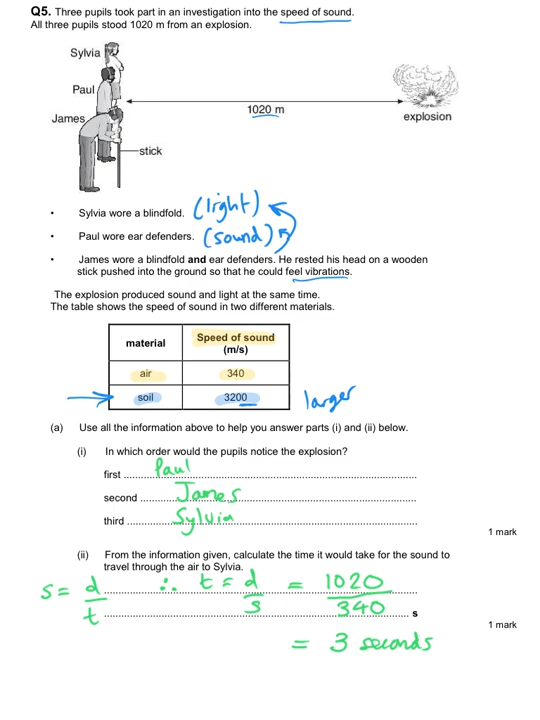 Q5. Three pupils took part in an investigation into the speed of sound.
All three pupils stood 1020 m from an explosion.
Sylvia
Paul
James
1020 m
explosion
stick
• Sylvia wore a blindfold. (light)
• Paul wore ear defenders. (sound)
• James wore a blindfold and ear defenders. He rested his head on a wooden
stick pushed into the ground so that he could feel vibrations.
The explosion produced sound and light at the same time.
The table shows the speed of sound in two different materials.
material Speed of sound
(m/s)
air 340
soil 3200 larger
(a) Use all the information above to help you answer parts (i) and (ii) below.
(i) In which order would the pupils notice the explosion?
first Paul
second James
third Sylvia
1 mark
(ii) From the information given, calculate the time it would take for the sound to
travel through the air to Sylvia.
s = d/t ∴ t = d/s = 1020/340 s
1 mark
= 3 seconds